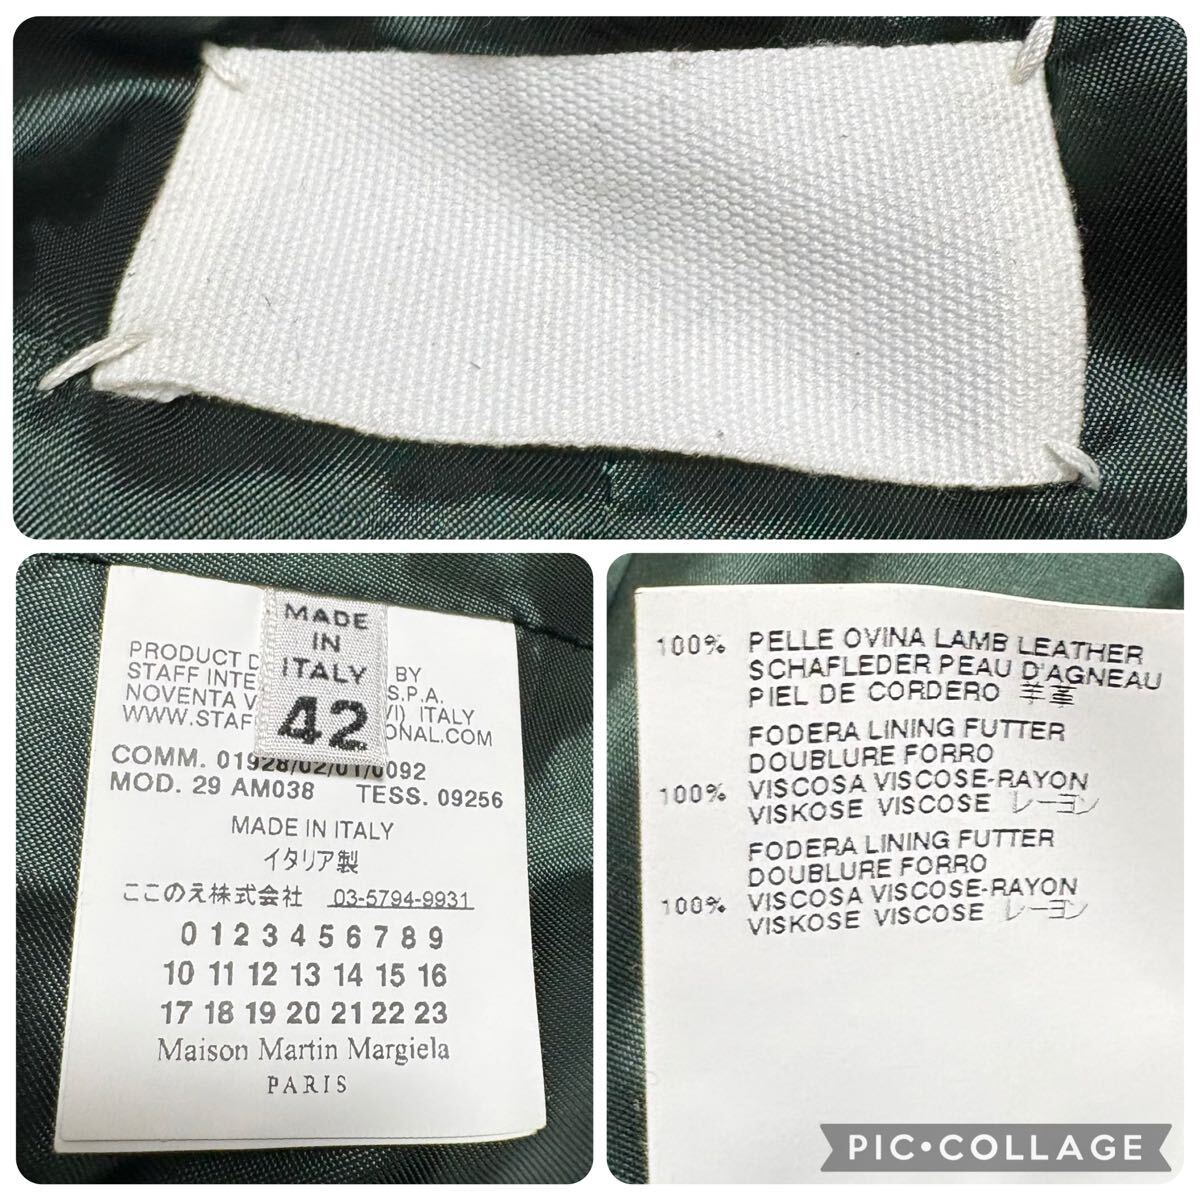 MADE
IN
ITALY
42
PRODUCT D BY
STAFF INTE S.P.A.
NOVENTA V (VI) ITALY
WWW.STAF ONAL.COM
COMM. 01928/02/01/0092
MOD. 29 AM038 TESS. 09256
MADE IN ITALY
イタリア製
ここのえ株式会社 03-5794-9931
0 1 2 3 4 5 6 7 8 9
10 11 12 13 14 15 16
17 18 19 20 21 22 23
Maison Martin Margiela
PARIS
100% PELLE OVINA LAMB LEATHER
SCHAFLEDER PEAU D'AGNEAU
PIEL DE CORDERO 羊革
FODERA LINING FUTTER
DOUBLURE FORRO
100% VISCOSA VISCOSE-RAYON
VISKOSE VISCOSE レーヨン
FODERA LINING FUTTER
DOUBLURE FORRO
100% VISCOSA VISCOSE-RAYON
VISKOSE VISCOSE レーヨン
PIC•COLLAGE